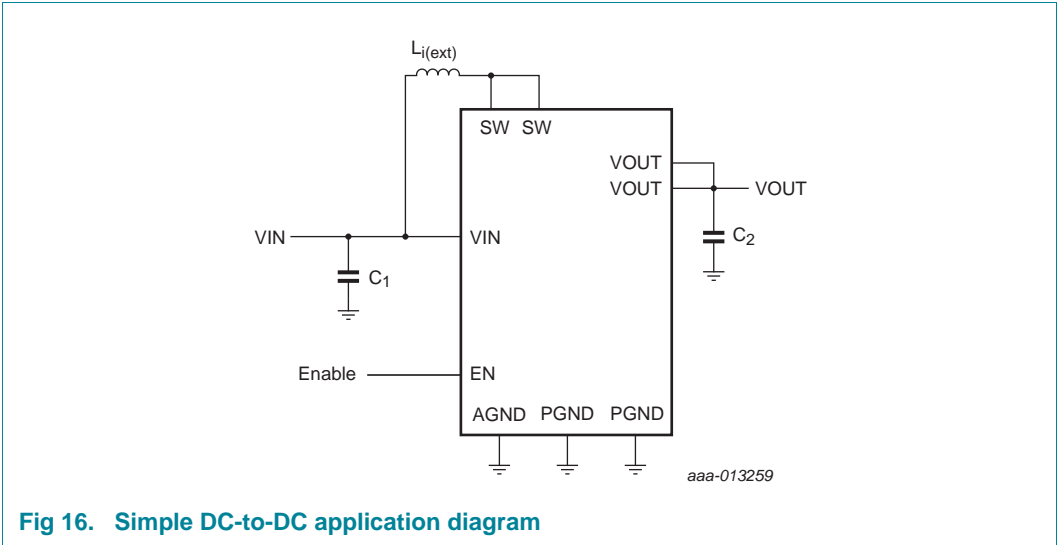 Li(ext)
SW SW
VOUT
VOUT VOUT
VIN VIN
C2
C1
Enable EN
AGND PGND PGND
aaa-013259
Fig 16. Simple DC-to-DC application diagram